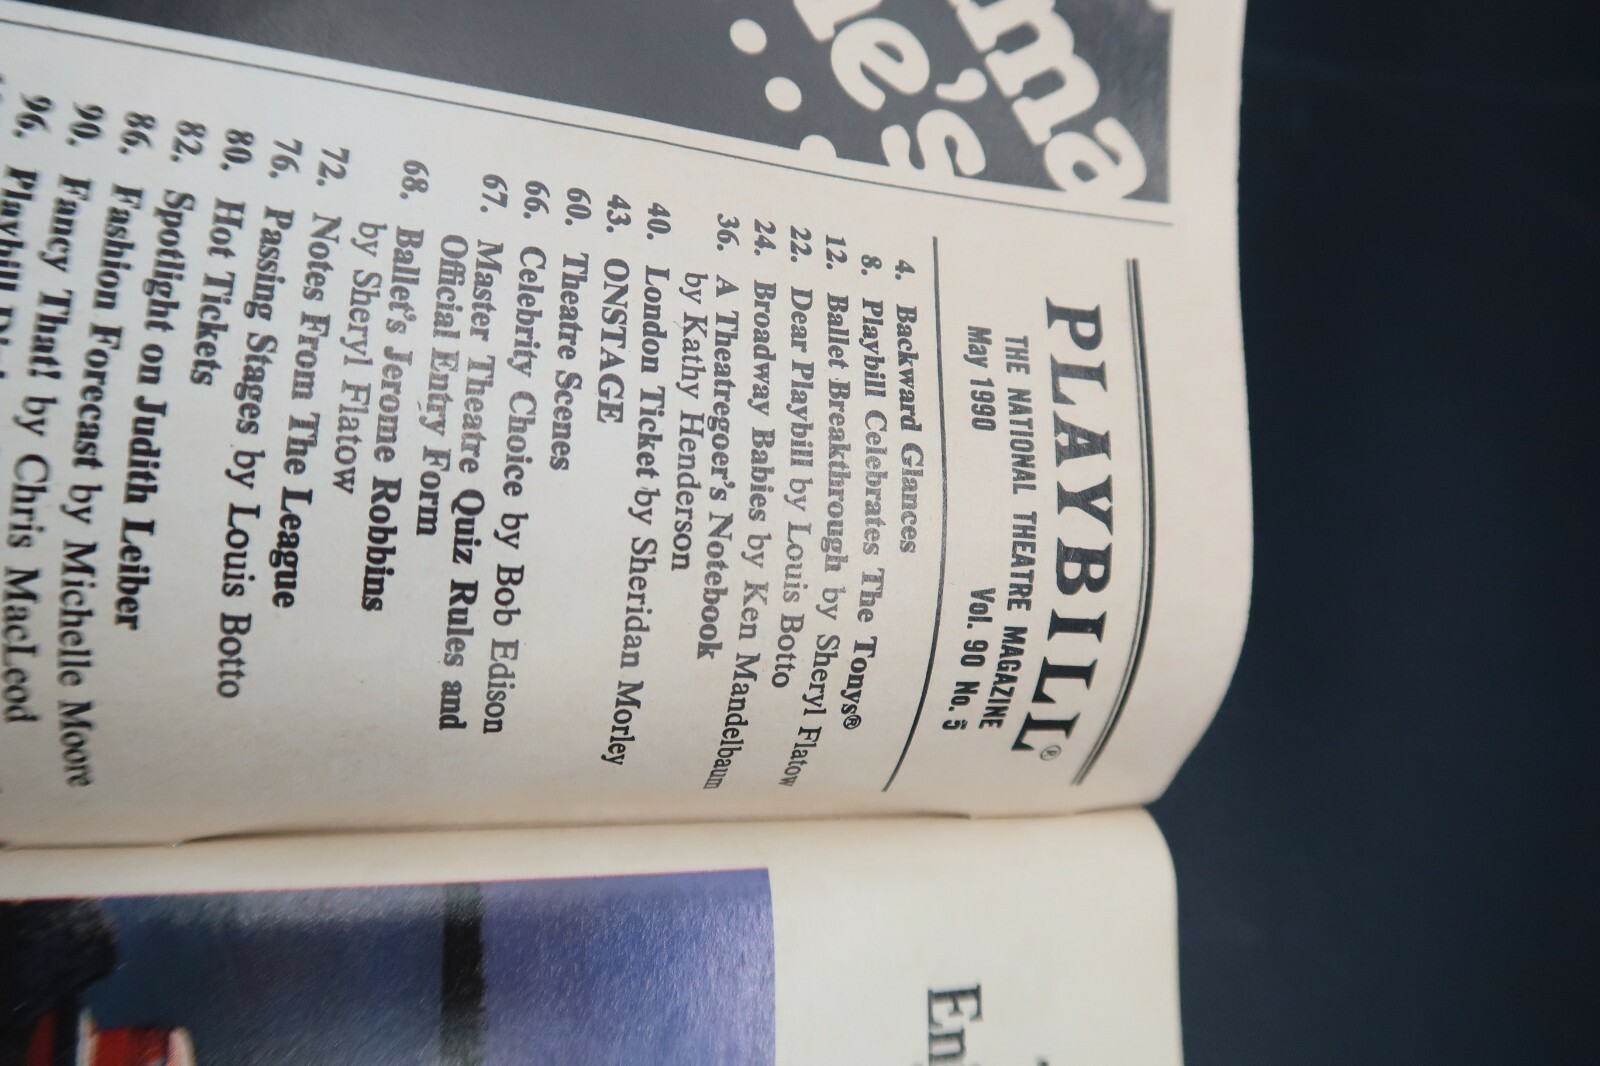 ma
e's
PLAYBILL®
THE NATIONAL THEATRE MAGAZINE
May 1990 Vol. 90 No. 5
4. Backward Glances
8. Playbill Celebrates The Tonys®
12. Ballet Breakthrough by Sheryl Flatow
22. Dear Playbill by Louis Botto
24. Broadway Babies by Ken Mandelbaum
36. A Theatregoer's Notebook
by Kathy Henderson
40. London Ticket by Sheridan Morley
43. ONSTAGE
60. Theatre Scenes
66. Celebrity Choice by Bob Edison
67. Master Theatre Quiz Rules and
Official Entry Form
68. Ballet's Jerome Robbins
by Sheryl Flatow
72. Notes From The League
76. Passing Stages by Louis Botto
80. Hot Tickets
82. Spotlight on Judith Leiber
86. Fashion Forecast by Michelle Moore
90. Fancy That! by Chris MacLeod
96. Playbill